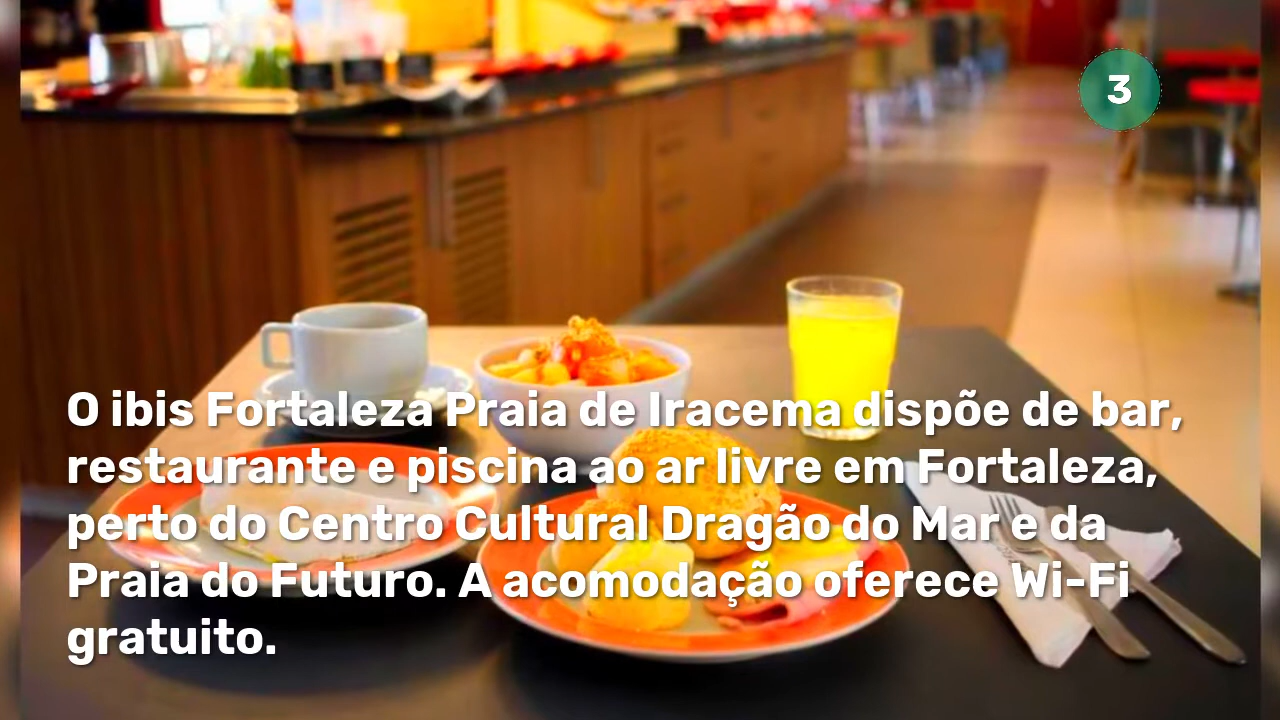 3
O ibis Fortaleza Praia de Iracema dispõe de bar,
restaurante e piscina ao ar livre em Fortaleza,
perto do Centro Cultural Dragão do Mar e da
Praia do Futuro. A acomodação oferece Wi-Fi
gratuito.